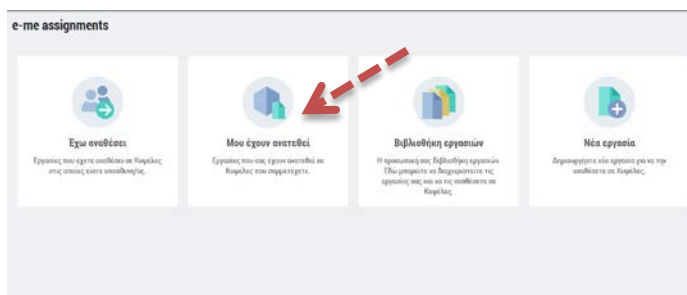 e-me assignments
Έχω αναθέσει
Εργασίες που έχετε αναθέσει σε Κυψέλες
στις οποίες είστε υπεύθυνη/ος.
Μου έχουν ανατεθεί
Εργασίες που σας έχουν ανατεθεί σε
Κυψέλες που συμμετέχετε.
Βιβλιοθήκη εργασιών
Η προσωπική σας βιβλιοθήκη εργασιών
Εδώ μπορείτε να διαχειριστείτε τις
εργασίες σας και να τις αναθέσετε σε
Κυψέλες.
Νέα εργασία
Δημιουργήστε νέα εργασία για να την
αναθέσετε σε Κυψέλες.